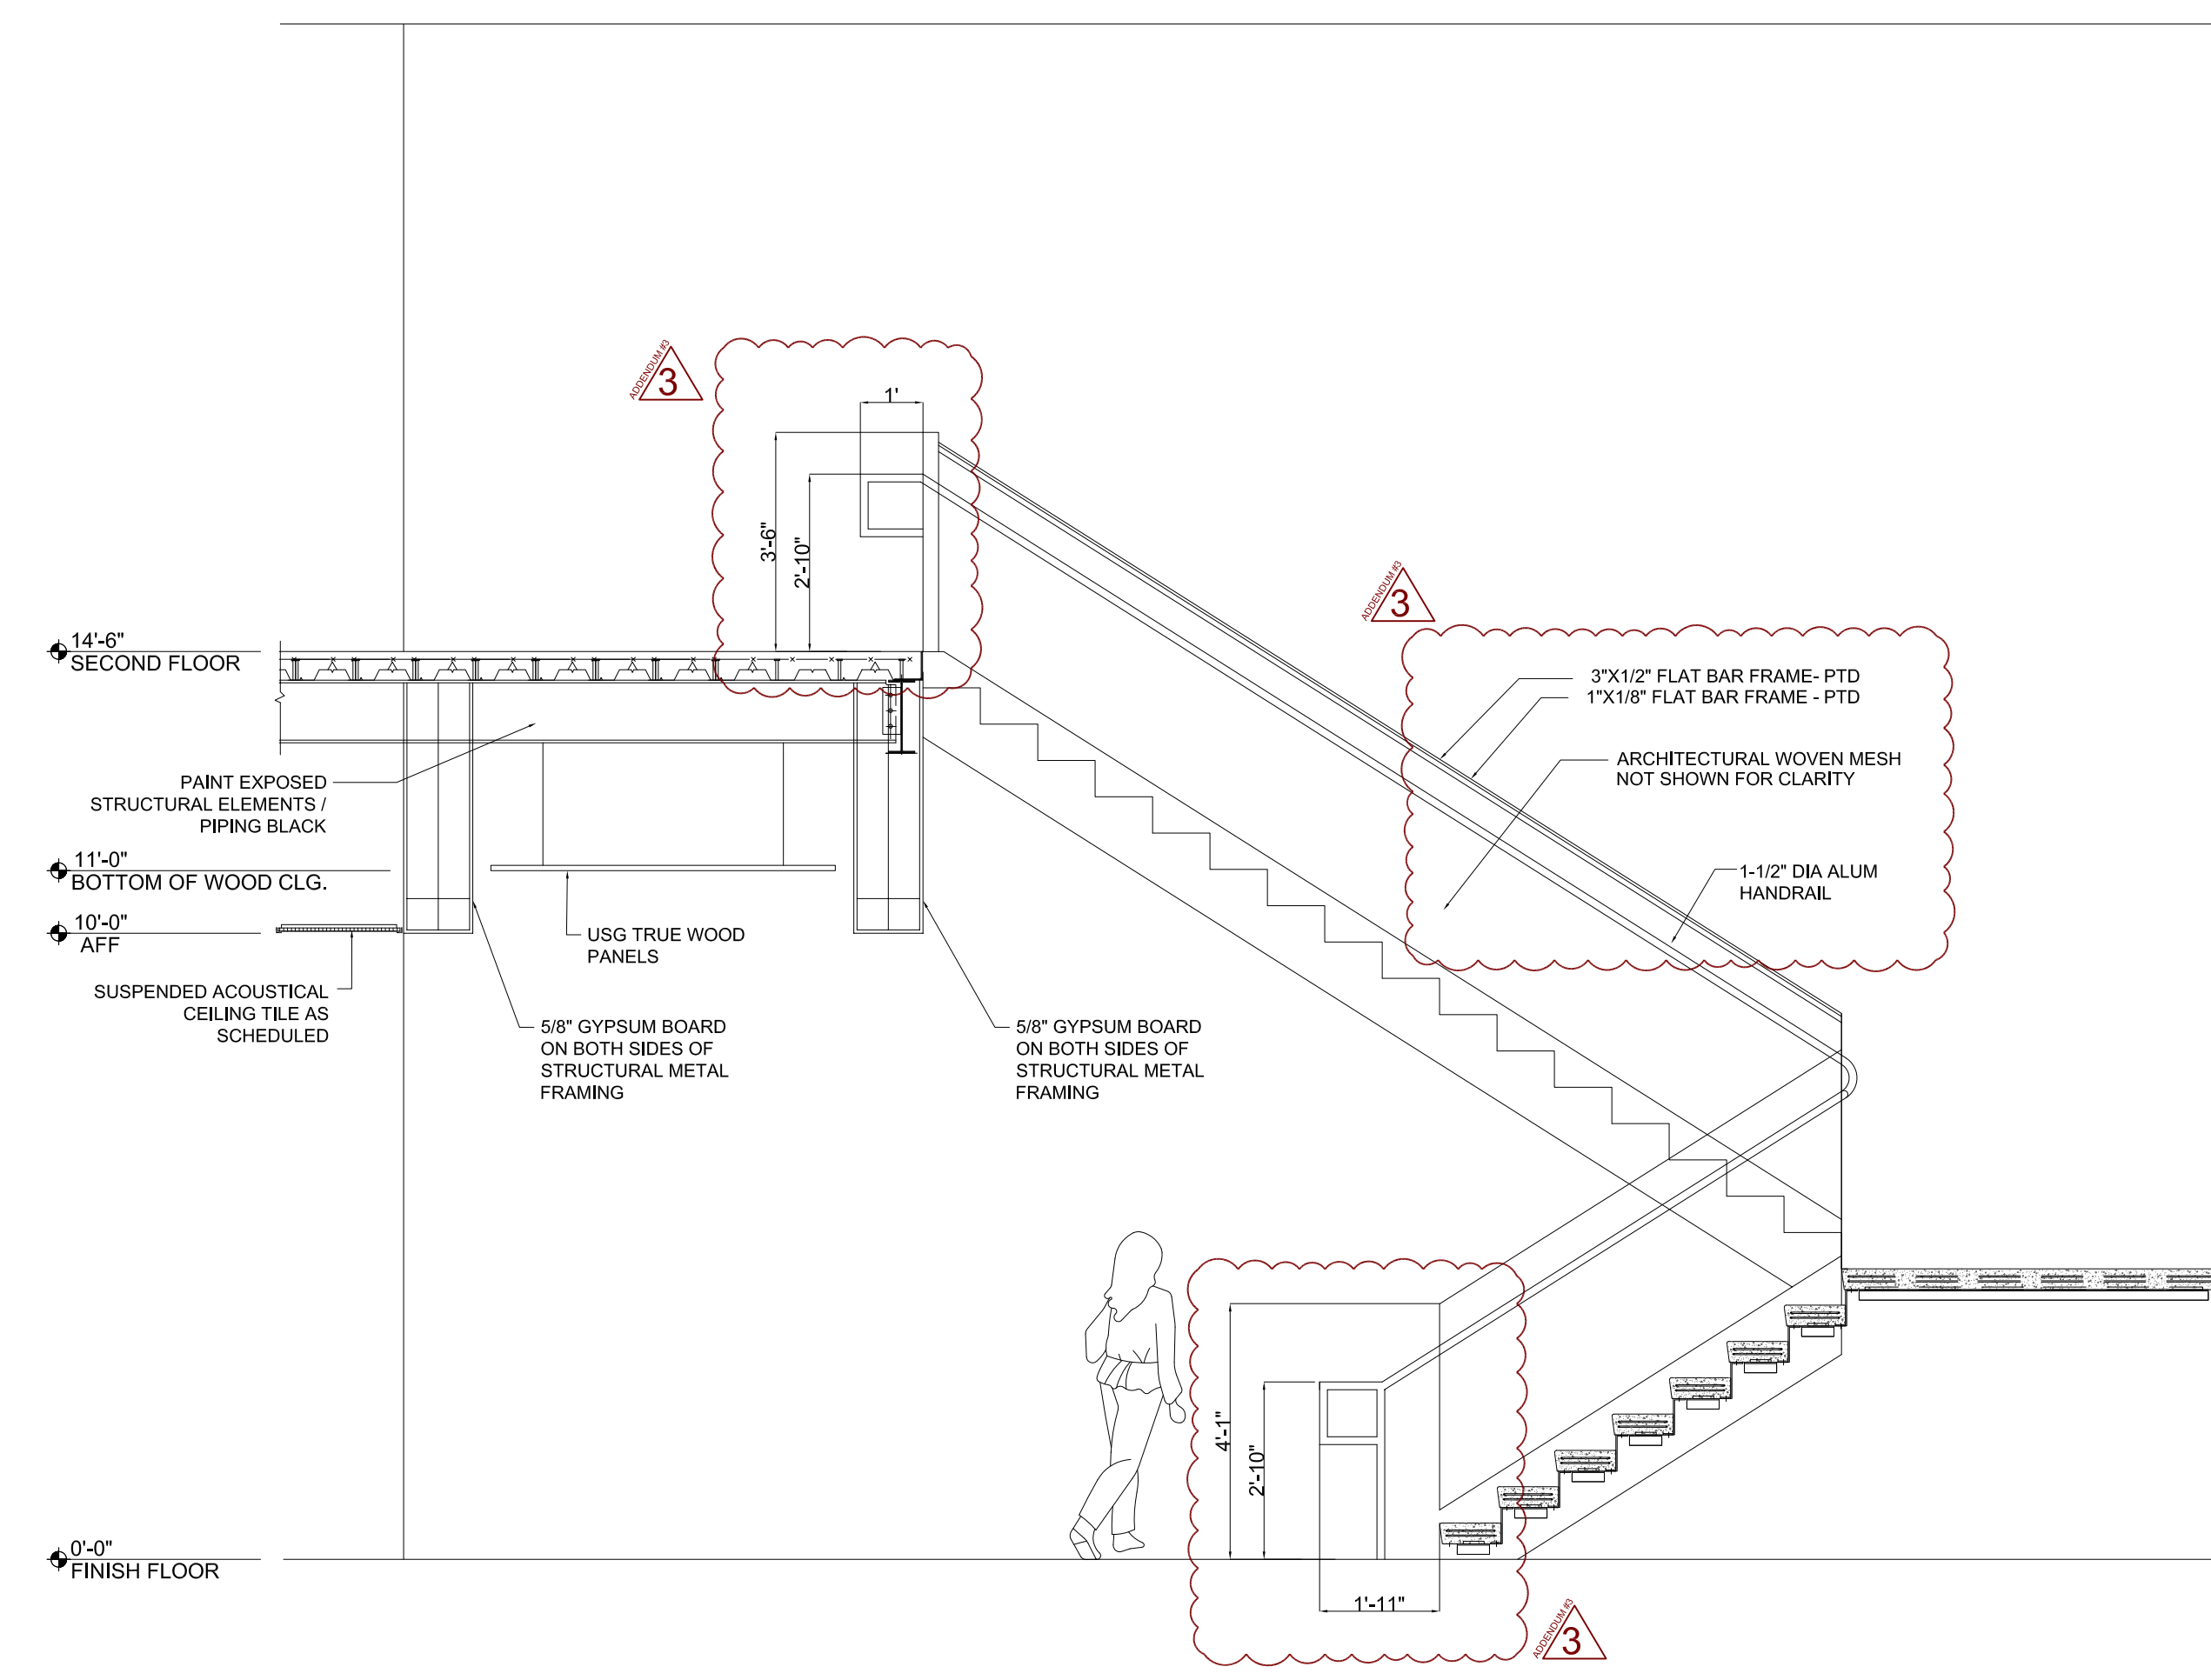 ADDENDUM #3
3
1'
3'-6"
2'-10"
ADDENDUM #3
3
14'-6"
SECOND FLOOR
3"X1/2" FLAT BAR FRAME- PTD
1"X1/8" FLAT BAR FRAME - PTD
ARCHITECTURAL WOVEN MESH
NOT SHOWN FOR CLARITY
PAINT EXPOSED
STRUCTURAL ELEMENTS /
PIPING BLACK
11'-0"
BOTTOM OF WOOD CLG.
1-1/2" DIA ALUM
HANDRAIL
10'-0"
AFF
USG TRUE WOOD
PANELS
SUSPENDED ACOUSTICAL
CEILING TILE AS
SCHEDULED
5/8" GYPSUM BOARD
ON BOTH SIDES OF
STRUCTURAL METAL
FRAMING
5/8" GYPSUM BOARD
ON BOTH SIDES OF
STRUCTURAL METAL
FRAMING
4'-1"
2'-10"
0'-0"
FINISH FLOOR
1'-11"
ADDENDUM #3
3